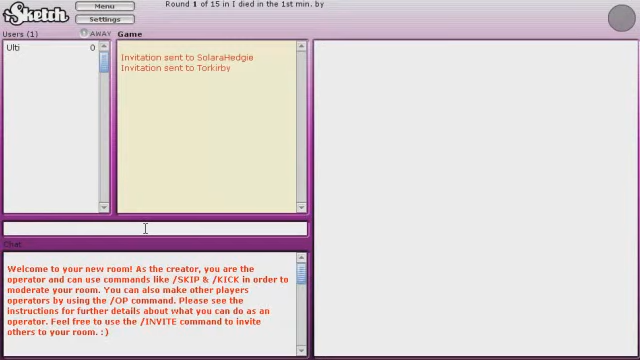 Round 1 of 15 in I died in the 1st min. by
iSketch
Menu
Settings
Users (1)
AWAY
Game
Ulti 0
Invitation sent to SolaraHedgie
Invitation sent to Torkirby
Chat
Welcome to your new room! As the creator, you are the
operator and can use commands like /SKIP & /KICK in order to
moderate your room. You can also make other players
operators by using the /OP command. Please see the
instructions for further details about what you can do as an
operator. Feel free to use the /INVITE command to invite
others to your room. :)